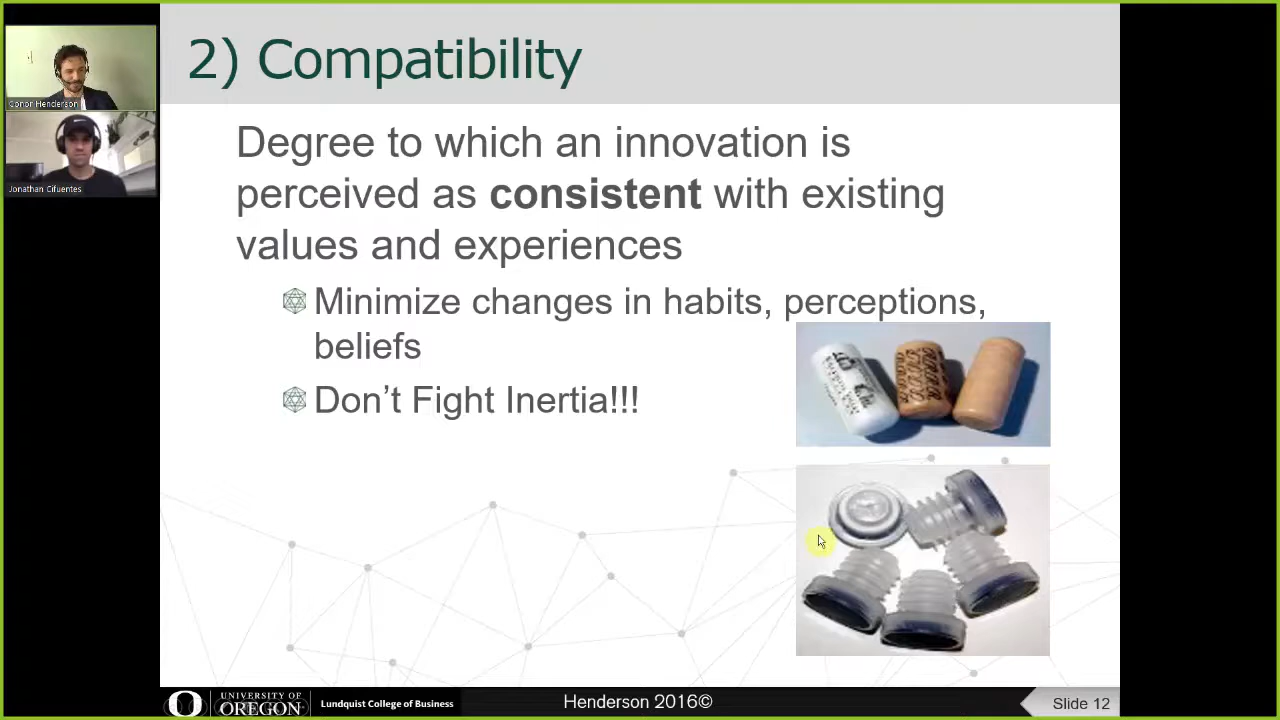 2) Compatibility
Conor Henderson
Jonathan Cifuentes
Degree to which an innovation is
perceived as consistent with existing
values and experiences
Minimize changes in habits, perceptions,
beliefs
Don’t Fight Inertia!!!
UNIVERSITY OF
OREGON
Lundquist College of Business
Henderson 2016©
Slide 12